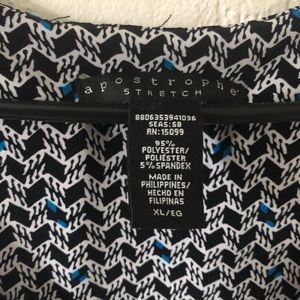 apostrophe
STRETCH
8806353941036
SEAS: S8
RN: 15099
95%
POLYESTER/
POLIÉSTER
5% SPANDEX
MADE IN
PHILIPPINES/
HECHO EN
FILIPINAS
XL/EG